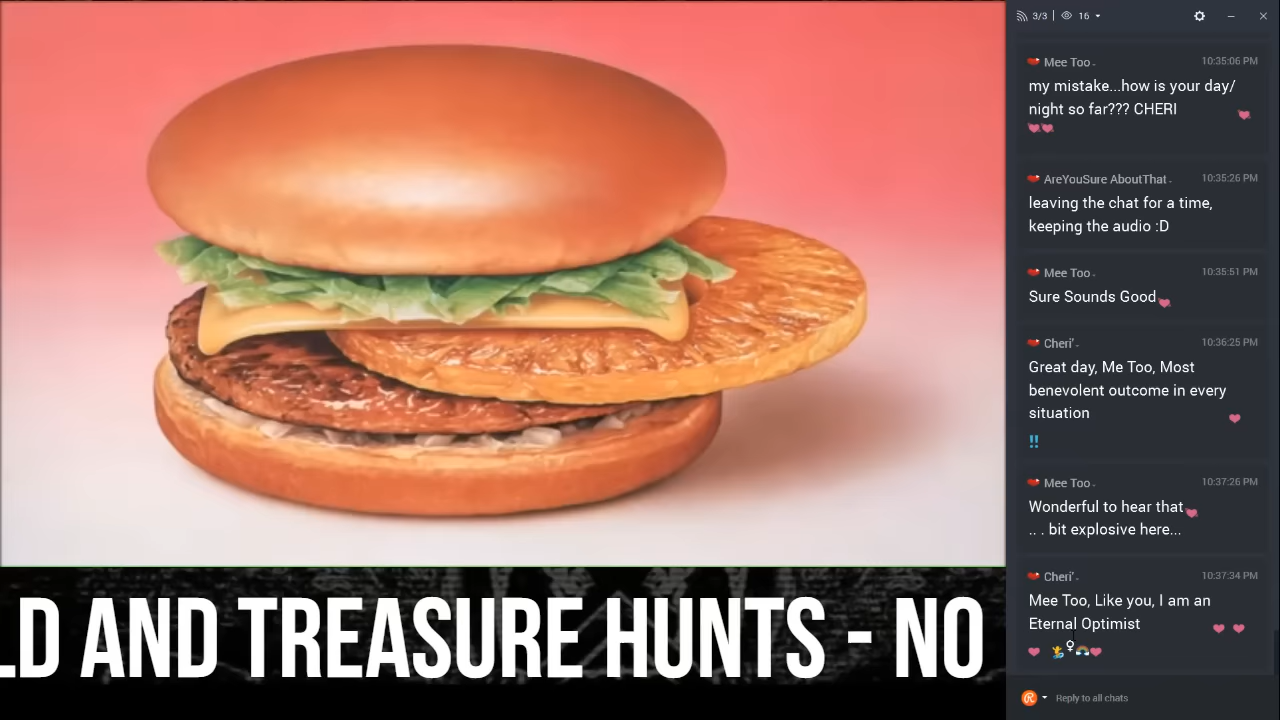 LD AND TREASURE HUNTS - NO
3/3 | 16
Mee Too - 10:35:06 PM
my mistake...how is your day/
night so far??? CHERI
AreYouSure AboutThat - 10:35:26 PM
leaving the chat for a time,
keeping the audio :D
Mee Too - 10:35:51 PM
Sure Sounds Good
Cheri' - 10:36:25 PM
Great day, Me Too, Most
benevolent outcome in every
situation
!!
Mee Too - 10:37:26 PM
Wonderful to hear that
.. . bit explosive here...
Cheri' - 10:37:34 PM
Mee Too, Like you, I am an
Eternal Optimist
Reply to all chats